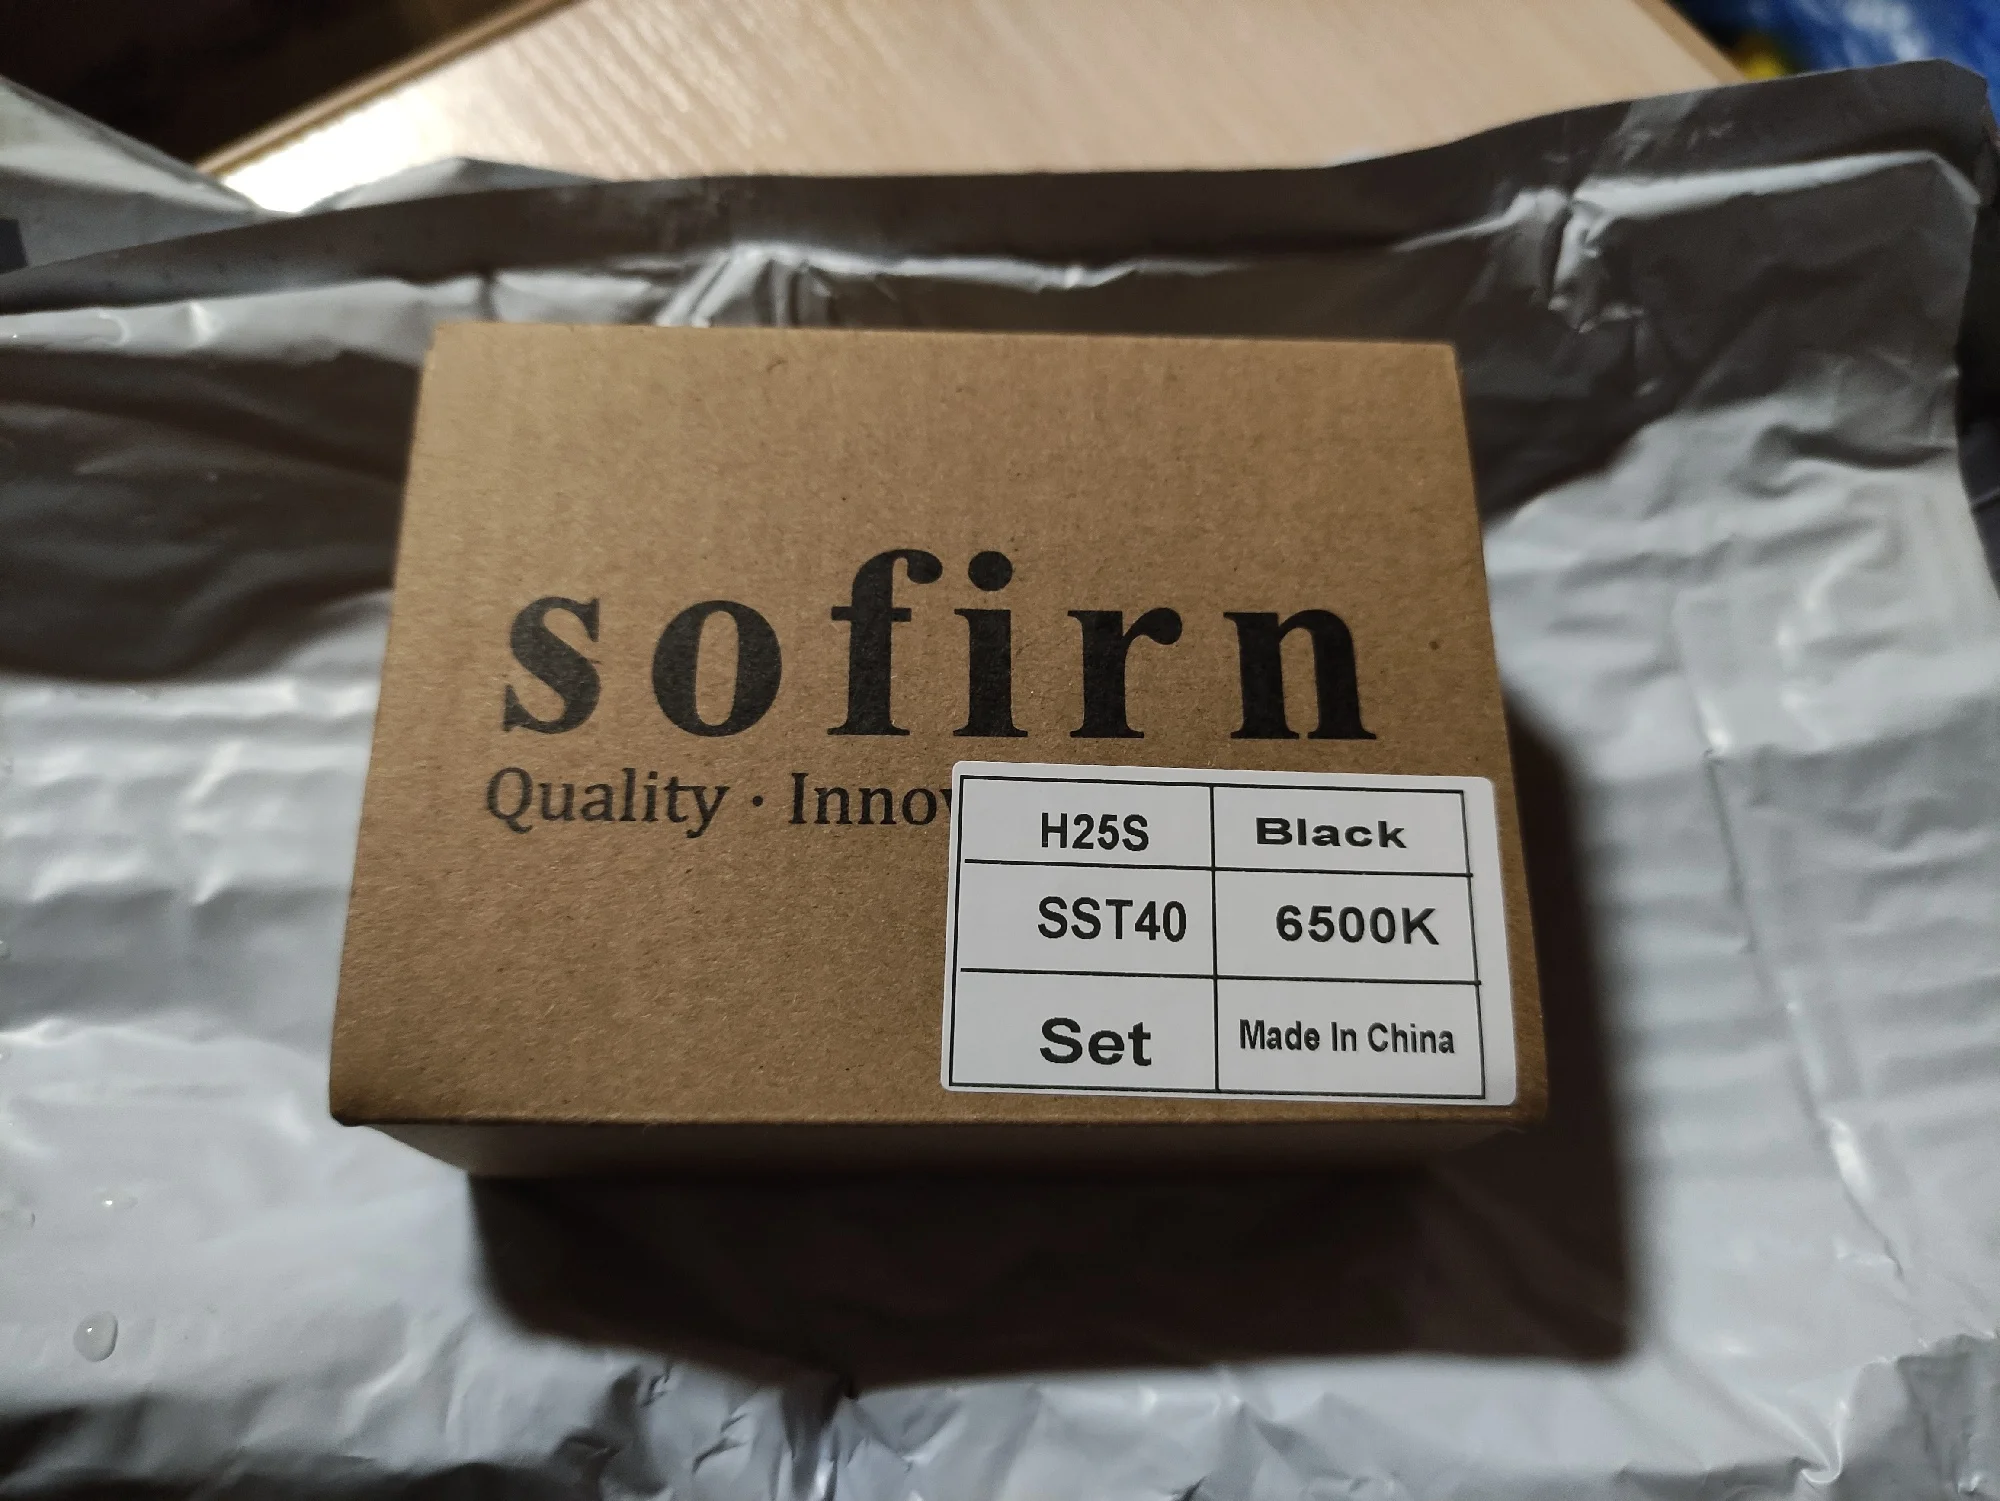 sofirn
Quality · Innov
H25S Black
SST40 6500K
Set Made In China